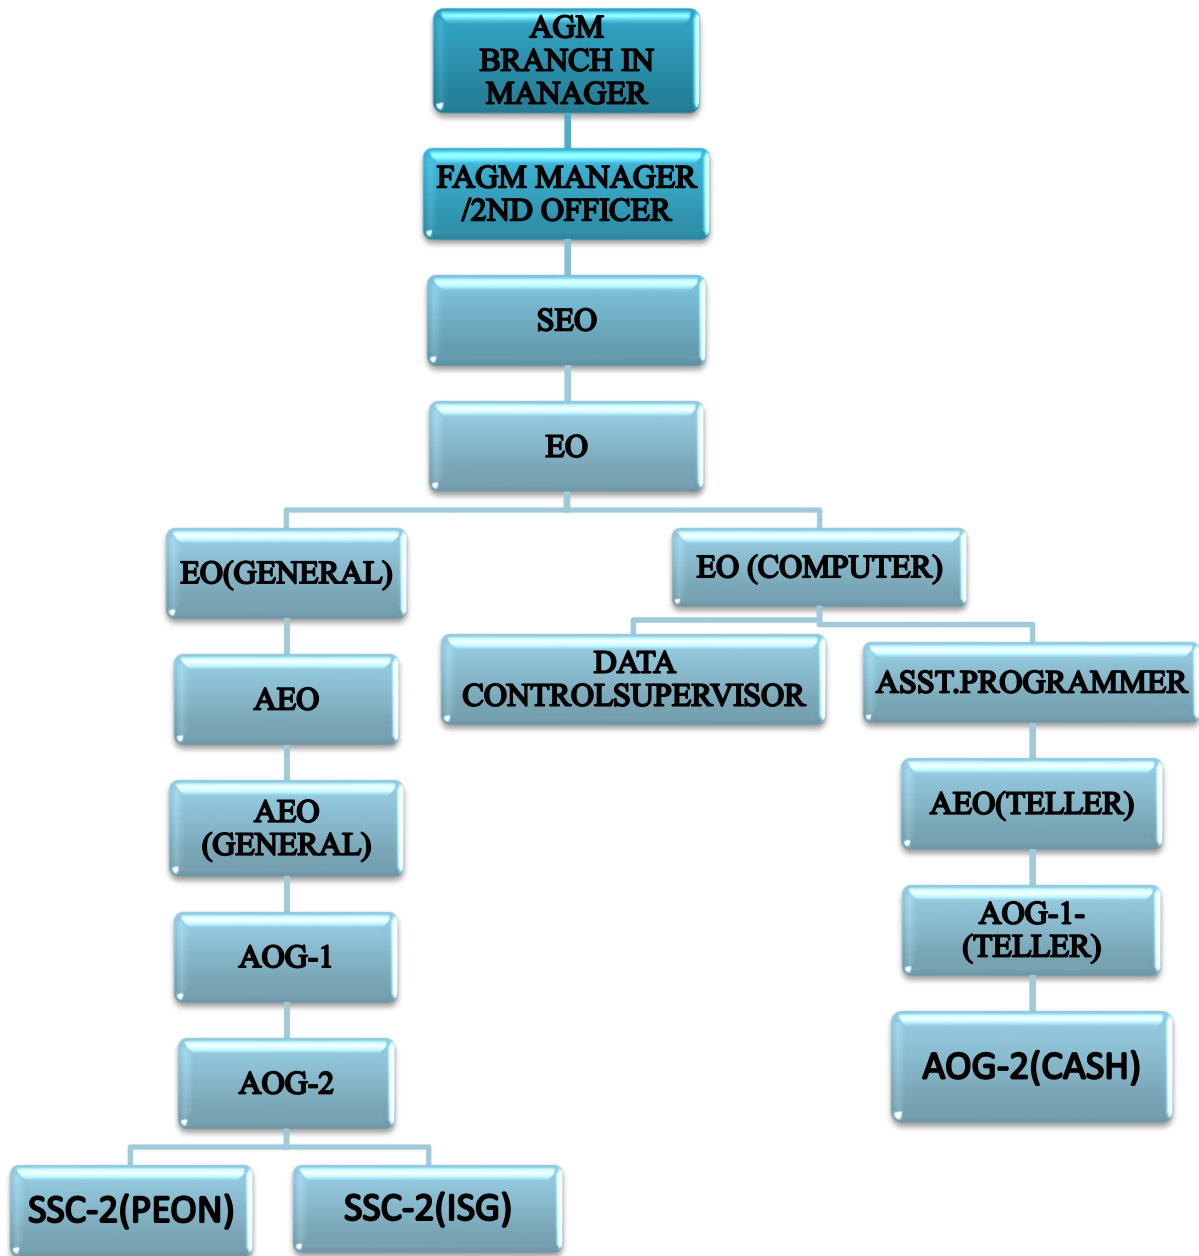 AGM
BRANCH IN
MANAGER
FAGM MANAGER
/2ND OFFICER
SEO
EO
EO(GENERAL)
EO (COMPUTER)
AEO
DATA
CONTROLSUPERVISOR
ASST.PROGRAMMER
AEO
(GENERAL)
AEO(TELLER)
AOG-1
AOG-1-
(TELLER)
AOG-2
AOG-2(CASH)
SSC-2(PEON)
SSC-2(ISG)